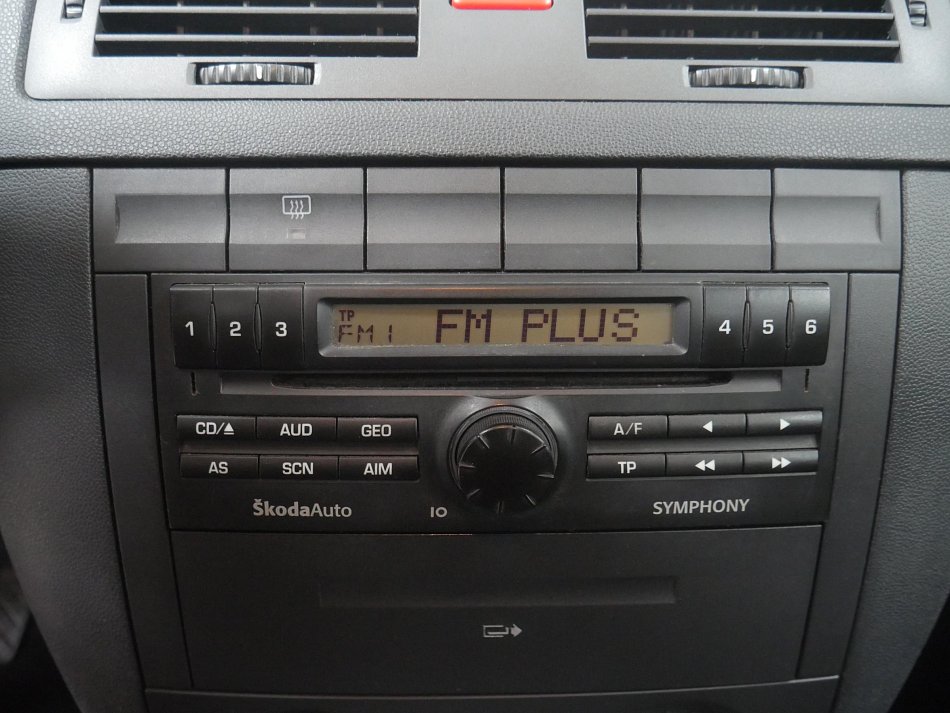 1 2 3 TP 4 5 6
FM1 FM PLUS
CD/ AUD GEO A/F
AS SCN AIM TP
ŠkodaAuto IO SYMPHONY